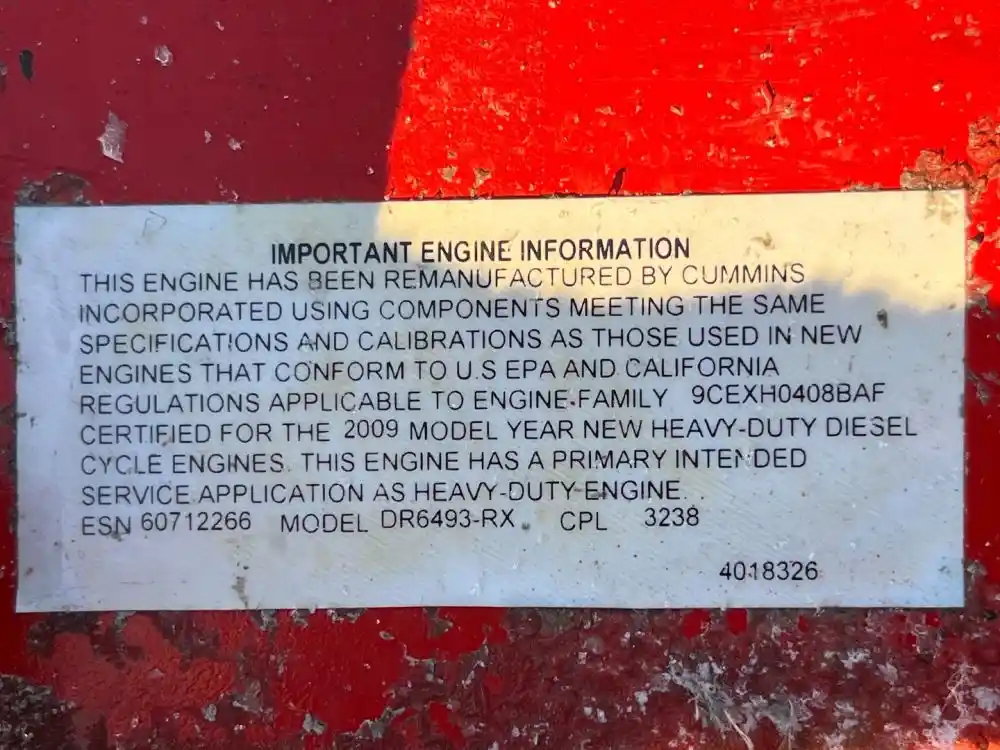 IMPORTANT ENGINE INFORMATION
THIS ENGINE HAS BEEN REMANUFACTURED BY CUMMINS
INCORPORATED USING COMPONENTS MEETING THE SAME
SPECIFICATIONS AND CALIBRATIONS AS THOSE USED IN NEW
ENGINES THAT CONFORM TO U.S EPA AND CALIFORNIA
REGULATIONS APPLICABLE TO ENGINE FAMILY 9CEXH0408BAF
CERTIFIED FOR THE 2009 MODEL YEAR NEW HEAVY-DUTY DIESEL
CYCLE ENGINES. THIS ENGINE HAS A PRIMARY INTENDED
SERVICE APPLICATION AS HEAVY-DUTY ENGINE.
ESN 60712266 MODEL DR6493-RX CPL 3238
4018326